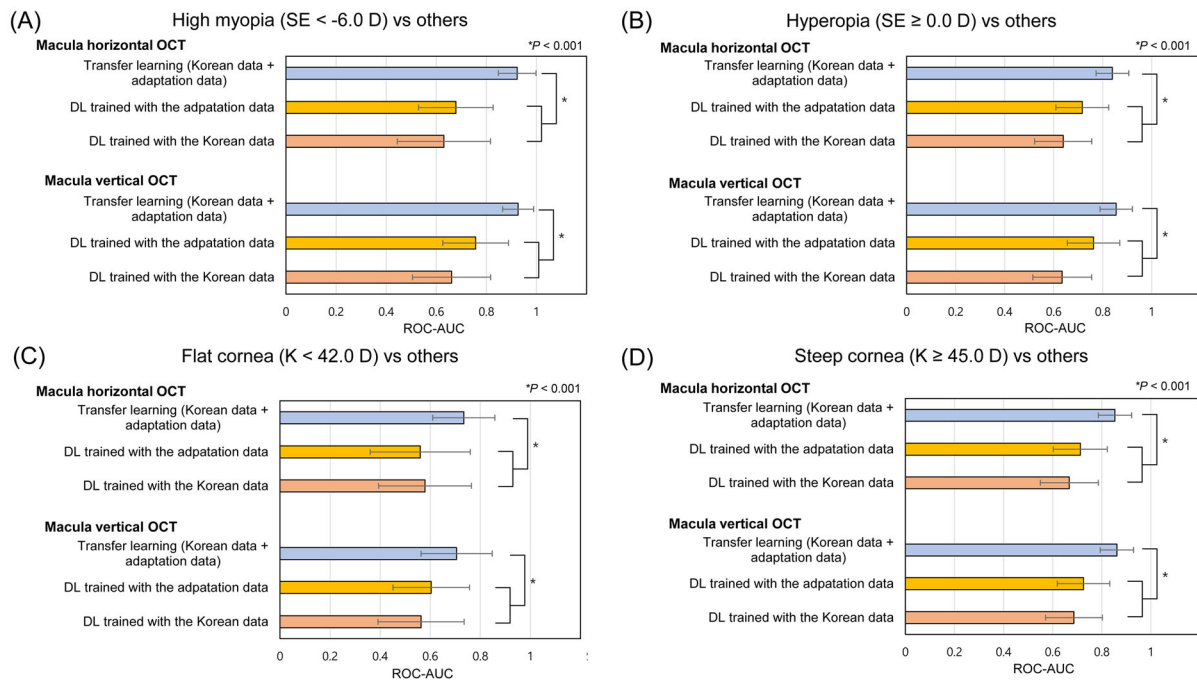 (A)
High myopia (SE < -6.0 D) vs others
Macula horizontal OCT
*P < 0.001
Transfer learning (Korean data +
adaptation data)
*
DL trained with the adpatation data
DL trained with the Korean data
Macula vertical OCT
Transfer learning (Korean data +
adaptation data)
*
DL trained with the adpatation data
DL trained with the Korean data
0 0.2 0.4 0.6 0.8 1
ROC-AUC
(B)
Hyperopia (SE ≥ 0.0 D) vs others
Macula horizontal OCT
*P < 0.001
Transfer learning (Korean data +
adaptation data)
*
DL trained with the adpatation data
DL trained with the Korean data
Macula vertical OCT
Transfer learning (Korean data +
adaptation data)
*
DL trained with the adpatation data
DL trained with the Korean data
0 0.2 0.4 0.6 0.8 1
ROC-AUC
(C)
Flat cornea (K < 42.0 D) vs others
Macula horizontal OCT
*P < 0.001
Transfer learning (Korean data +
adaptation data)
*
DL trained with the adpatation data
DL trained with the Korean data
Macula vertical OCT
Transfer learning (Korean data +
adaptation data)
*
DL trained with the adpatation data
DL trained with the Korean data
0 0.2 0.4 0.6 0.8 1
ROC-AUC
(D)
Steep cornea (K ≥ 45.0 D) vs others
Macula horizontal OCT
*P < 0.001
Transfer learning (Korean data +
adaptation data)
*
DL trained with the adpatation data
DL trained with the Korean data
Macula vertical OCT
Transfer learning (Korean data +
adaptation data)
*
DL trained with the adpatation data
DL trained with the Korean data
0 0.2 0.4 0.6 0.8 1
ROC-AUC